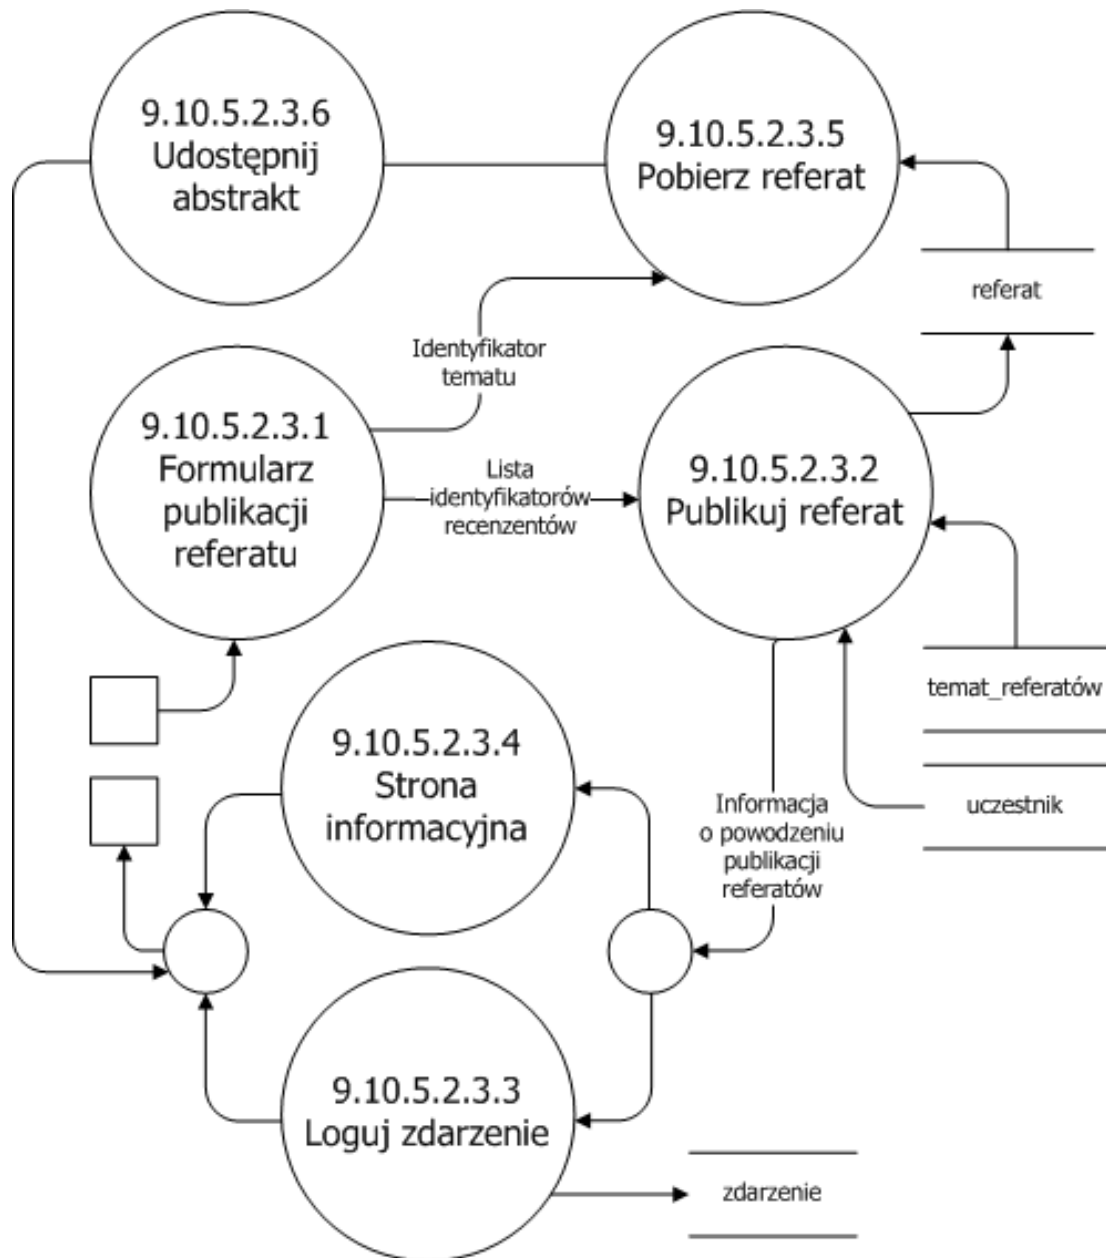 9.10.5.2.3.6
Udostępnij
abstrakt
9.10.5.2.3.5
Pobierz referat
referat
Identyfikator
tematu
9.10.5.2.3.1
Formularz
publikacji
referatu
Lista
identyfikatorów
recenzentów
9.10.5.2.3.2
Publikuj referat
temat_referatów
9.10.5.2.3.4
Strona
informacyjna
uczestnik
Informacja
o powodzeniu
publikacji
referatów
9.10.5.2.3.3
Loguj zdarzenie
zdarzenie